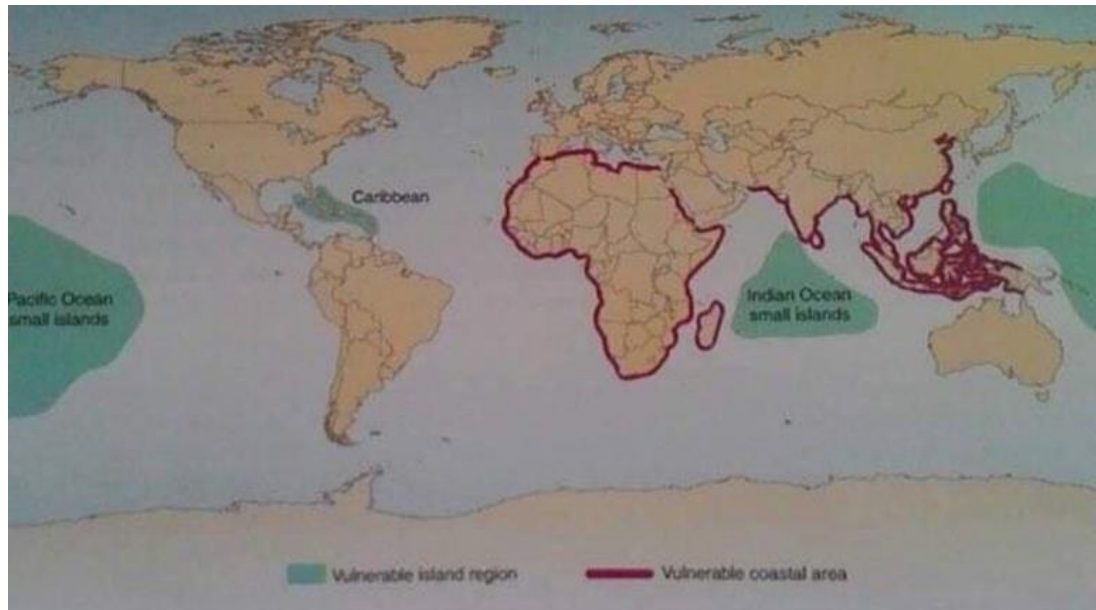 Caribbean
Pacific Ocean
small islands
Indian Ocean
small islands
Vulnerable island region
Vulnerable coastal area